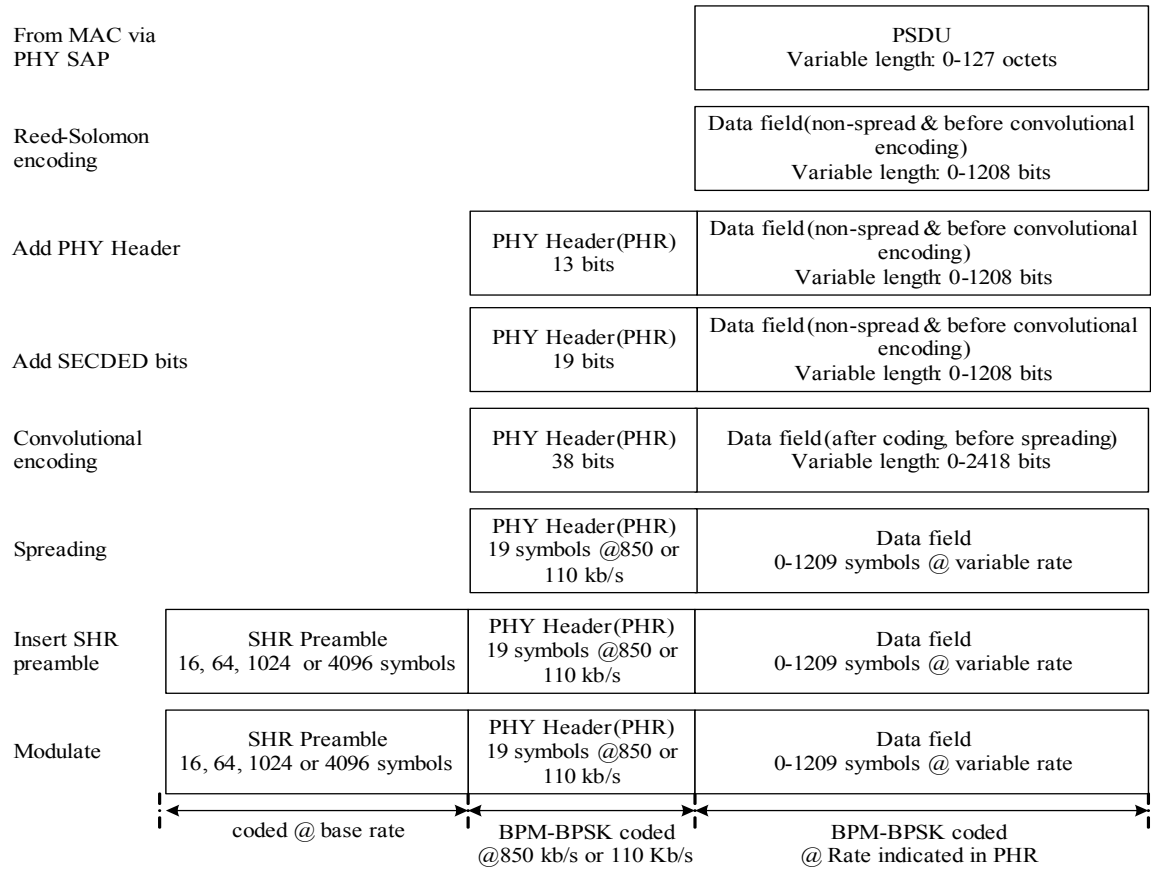 From MAC via
PHY SAP
PSDU
Variable length: 0-127 octets
Reed-Solomon
encoding
Data field(non-spread & before convolutional
encoding)
Variable length: 0-1208 bits
Add PHY Header
PHY Header(PHR)
13 bits
Data field(non-spread & before convolutional
encoding)
Variable length: 0-1208 bits
Add SECDED bits
PHY Header(PHR)
19 bits
Data field(non-spread & before convolutional
encoding)
Variable length: 0-1208 bits
Convolutional
encoding
PHY Header(PHR)
38 bits
Data field(after coding, before spreading)
Variable length: 0-2418 bits
Spreading
PHY Header(PHR)
19 symbols @850 or
110 kb/s
Data field
0-1209 symbols @ variable rate
Insert SHR
preamble
SHR Preamble
16, 64, 1024 or 4096 symbols
PHY Header(PHR)
19 symbols @850 or
110 kb/s
Data field
0-1209 symbols @ variable rate
Modulate
SHR Preamble
16, 64, 1024 or 4096 symbols
PHY Header(PHR)
19 symbols @850 or
110 kb/s
Data field
0-1209 symbols @ variable rate
coded @ base rate
BPM-BPSK coded
@850 kb/s or 110 Kb/s
BPM-BPSK coded
@ Rate indicated in PHR